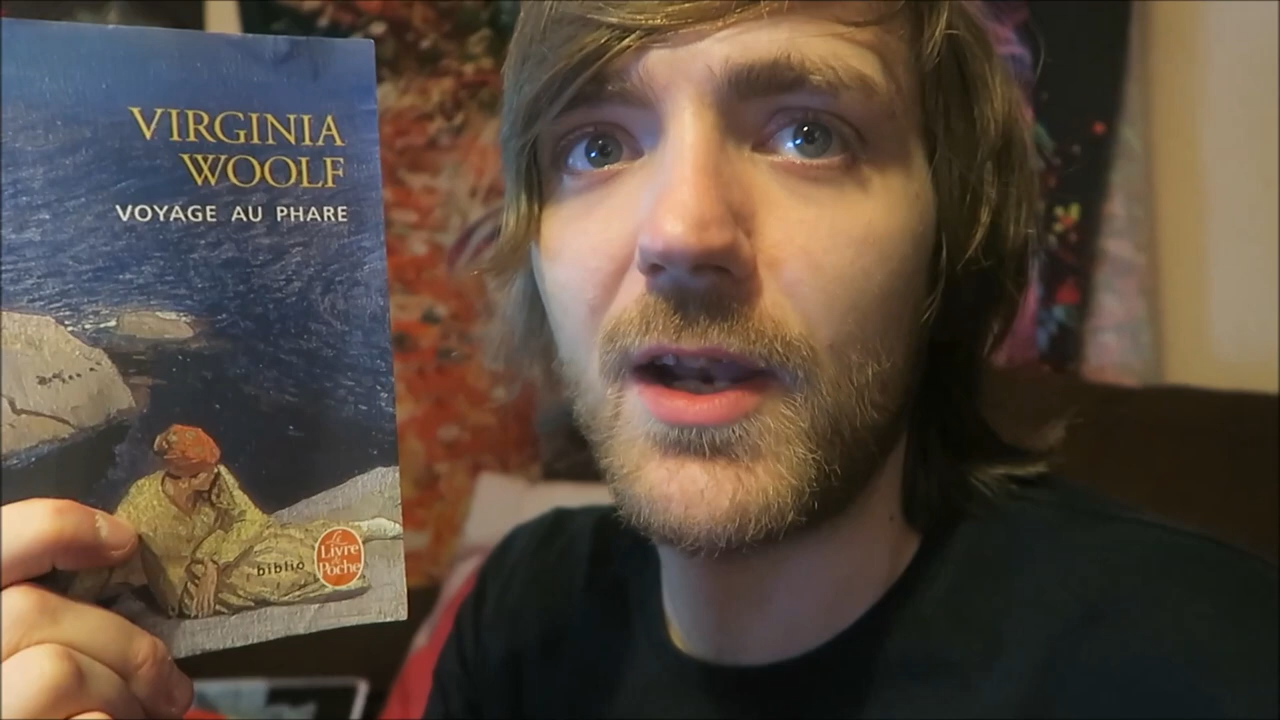 VIRGINIA
WOOLF
VOYAGE AU PHARE
biblio
Le
Livre
de
Poche